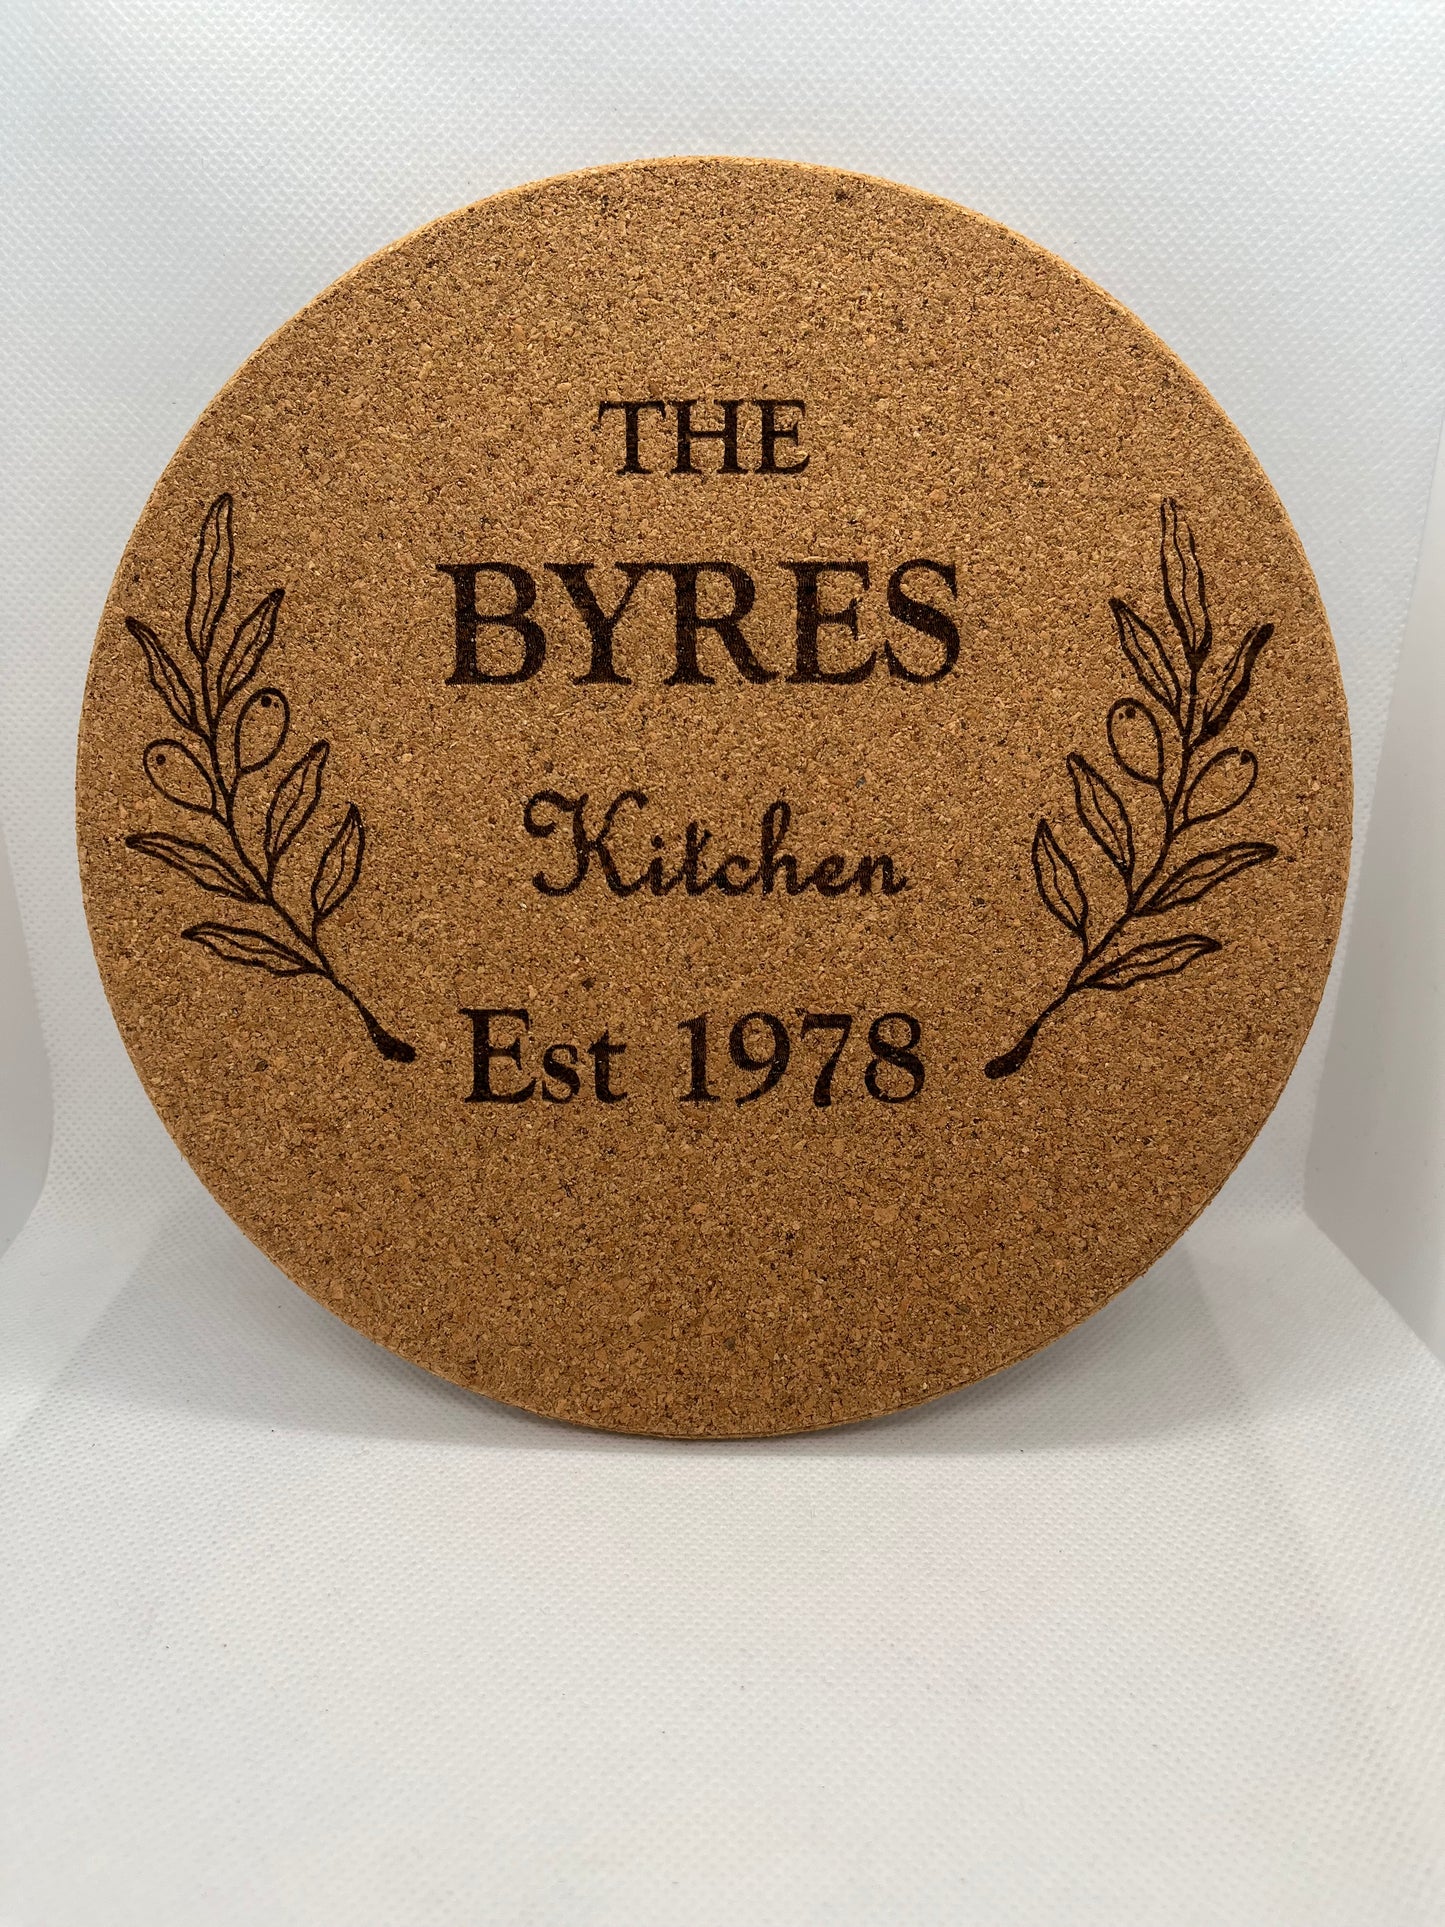 THE
BYRES
Kitchen
Est 1978